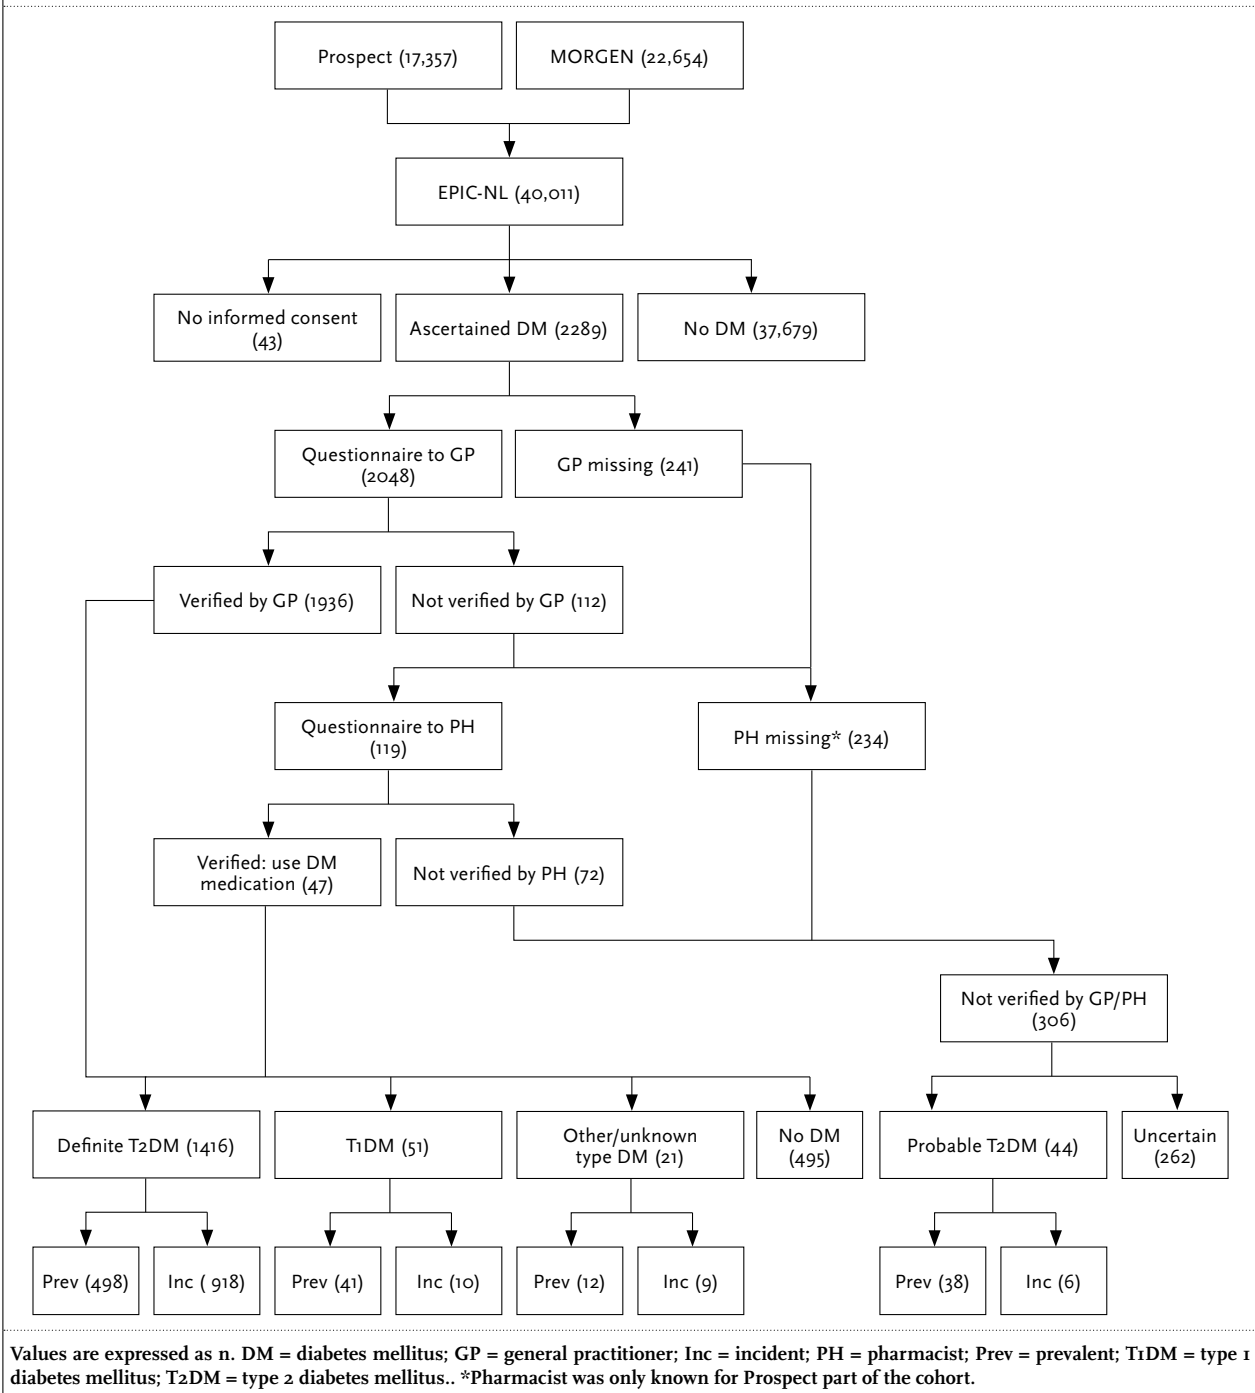 Prospect (17,357)
MORGEN (22,654)
EPIC-NL (40,011)
No informed consent
(43)
Ascertained DM (2289)
No DM (37,679)
Questionnaire to GP
(2048)
GP missing (241)
Verified by GP (1936)
Not verified by GP (112)
Questionnaire to PH
(119)
PH missing* (234)
Verified: use DM
medication (47)
Not verified by PH (72)
Not verified by GP/PH
(306)
Definite T2DM (1416)
T1DM (51)
Other/unknown
type DM (21)
No DM
(495)
Probable T2DM (44)
Uncertain
(262)
Prev (498)
Inc ( 918)
Prev (41)
Inc (10)
Prev (12)
Inc (9)
Prev (38)
Inc (6)
Values are expressed as n. DM = diabetes mellitus; GP = general practitioner; Inc = incident; PH = pharmacist; Prev = prevalent; T1DM = type 1
diabetes mellitus; T2DM = type 2 diabetes mellitus.. *Pharmacist was only known for Prospect part of the cohort.